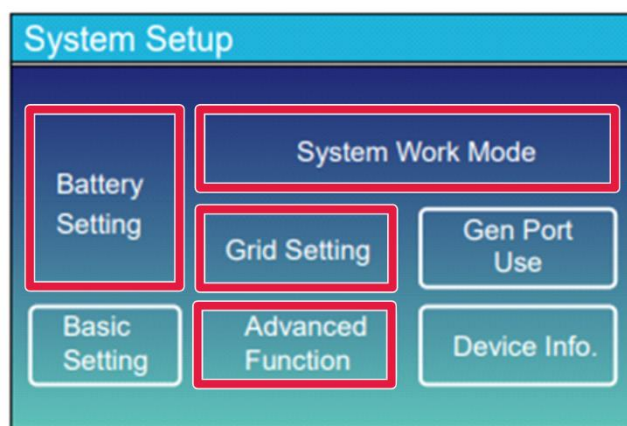 System Setup
Battery
Setting
System Work Mode
Grid Setting
Gen Port
Use
Basic
Setting
Advanced
Function
Device Info.